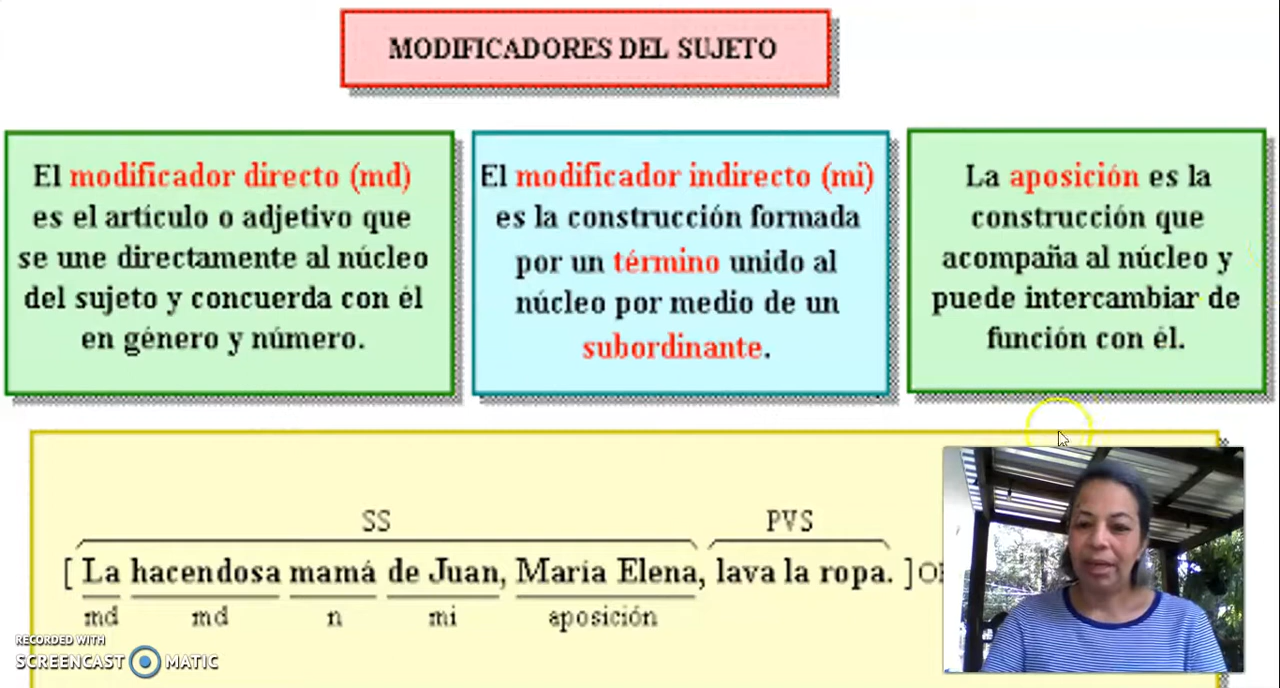 MODIFICADORES DEL SUJETO
El modificador directo (md)
es el artículo o adjetivo que
se une directamente al núcleo
del sujeto y concuerda con él
en género y número.
El modificador indirecto (mi)
es la construcción formada
por un término unido al
núcleo por medio de un
subordinante.
La aposición es la
construcción que
acompaña al núcleo y
puede intercambiar de
función con él.
SS PVS
[ La hacendosa mamá de Juan, María Elena, lava la ropa. ]
md md n mi aposición
RECORDED WITH
SCREENCAST MATIC